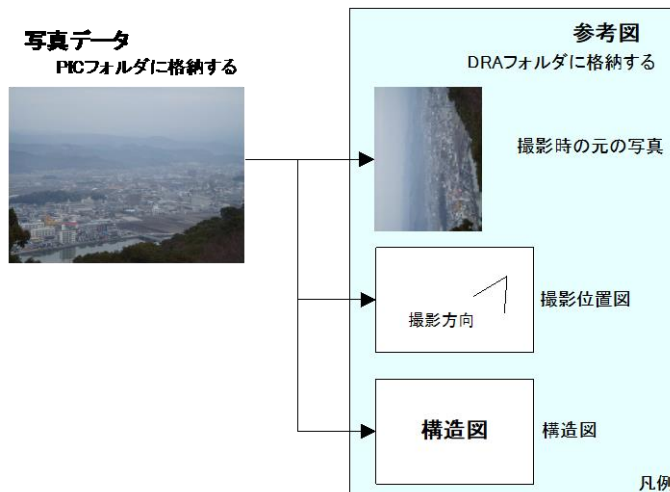 写真データ
PICフォルダに格納する
参考図
DRAフォルダに格納する
撮影時の元の写真
撮影方向
撮影位置図
構造図
構造図
凡例